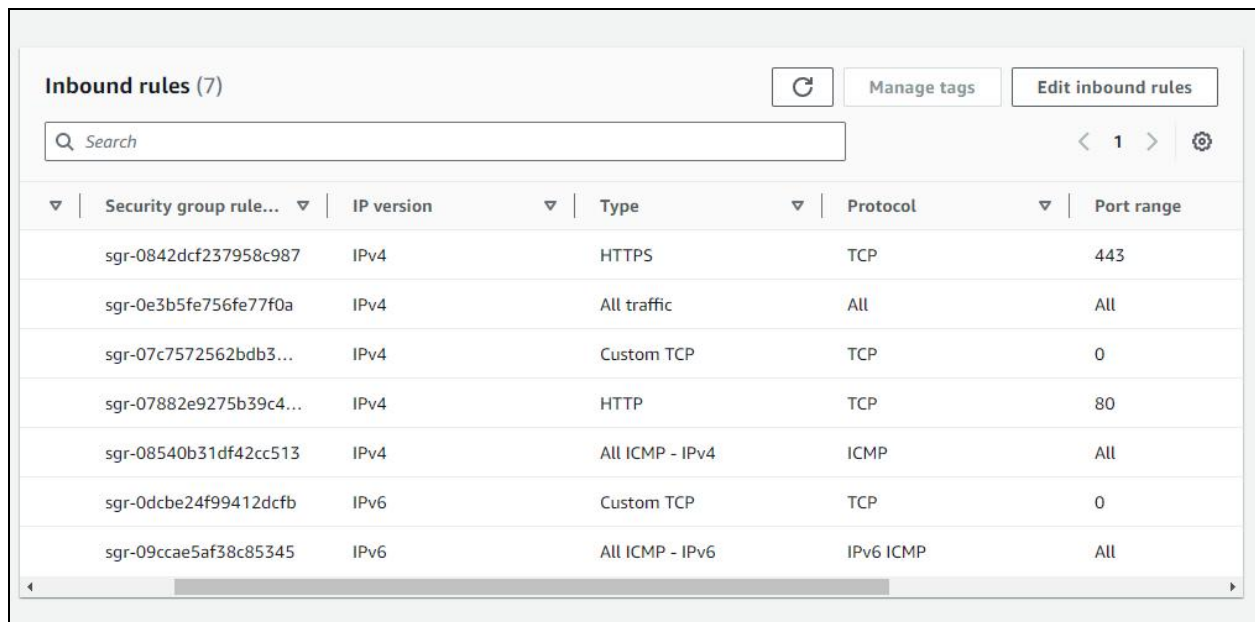 Inbound rules (7)
Manage tags
Edit inbound rules
Search
1
Security group rule... IP version Type Protocol Port range
sgr-0842dcf237958c987 IPv4 HTTPS TCP 443
sgr-0e3b5fe756fe77f0a IPv4 All traffic All All
sgr-07c7572562bdb3... IPv4 Custom TCP TCP 0
sgr-07882e9275b39c4... IPv4 HTTP TCP 80
sgr-08540b31df42cc513 IPv4 All ICMP - IPv4 ICMP All
sgr-0dcbe24f99412dcfb IPv6 Custom TCP TCP 0
sgr-09ccae5af38c85345 IPv6 All ICMP - IPv6 IPv6 ICMP All